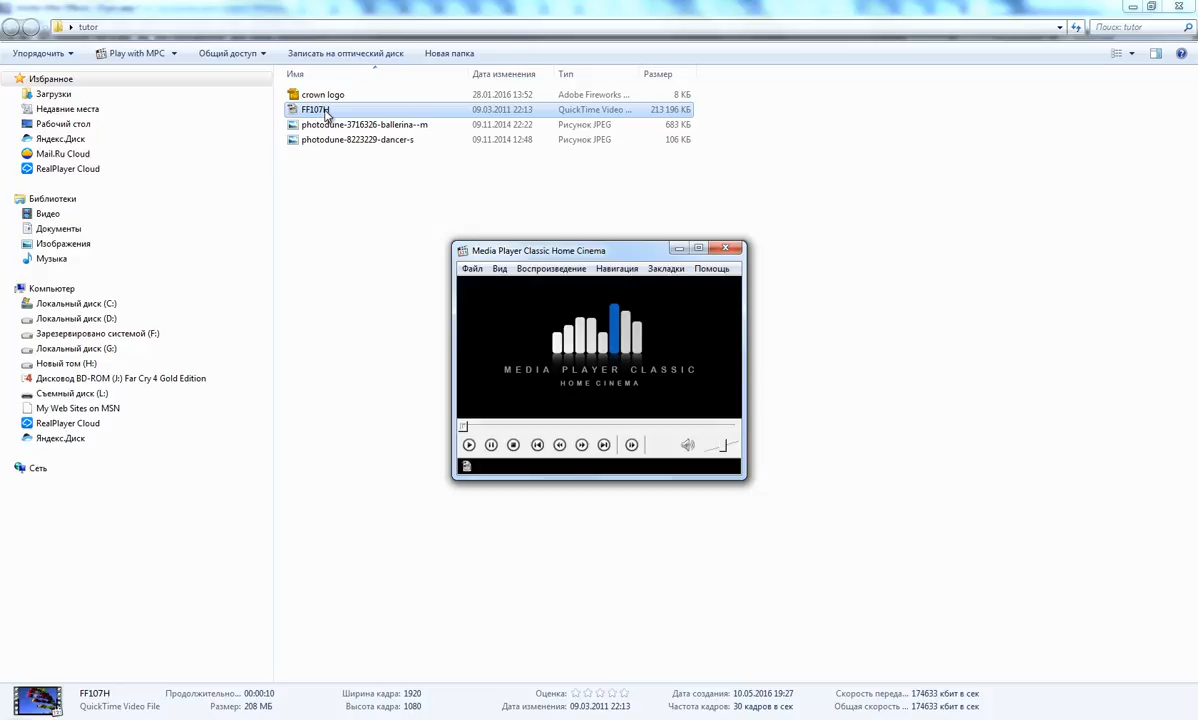 tutor
Поиск: tutor
Упорядочить
Play with MPC
Общий доступ
Записать на оптический диск
Новая папка
Избранное
Загрузки
Недавние места
Рабочий стол
Яндекс.Диск
Mail.Ru Cloud
RealPlayer Cloud
Библиотеки
Видео
Документы
Изображения
Музыка
Компьютер
Локальный диск (C:)
Локальный диск (D:)
Зарезервировано системой (F:)
Локальный диск (G:)
Новый том (H:)
Дисковод BD-ROM (J:) Far Cry 4 Gold Edition
Съемный диск (L:)
My Web Sites on MSN
RealPlayer Cloud
Яндекс.Диск
Сеть
Имя Дата изменения Тип Размер
crown logo 28.01.2016 13:52 Adobe Fireworks ... 8 КБ
FF107H 09.03.2011 22:13 QuickTime Video ... 213 196 КБ
photodune-3716326-ballerina--m 09.11.2014 22:22 Рисунок JPEG 683 КБ
photodune-8223229-dancer-s 09.11.2014 12:48 Рисунок JPEG 106 КБ
Media Player Classic Home Cinema
Файл Вид Воспроизведение Навигация Закладки Помощь
MEDIA PLAYER CLASSIC
HOME CINEMA
FF107H Продолжительно... 00:00:10 Ширина кадра: 1920 Оценка: Дата создания: 10.05.2016 19:27 Скорость переда... 174633 кбит в сек
QuickTime Video File Размер: 208 МБ Высота кадра: 1080 Дата изменения: 09.03.2011 22:13 Частота кадров: 30 кадров в сек Общая скорость ... 174633 кбит в сек